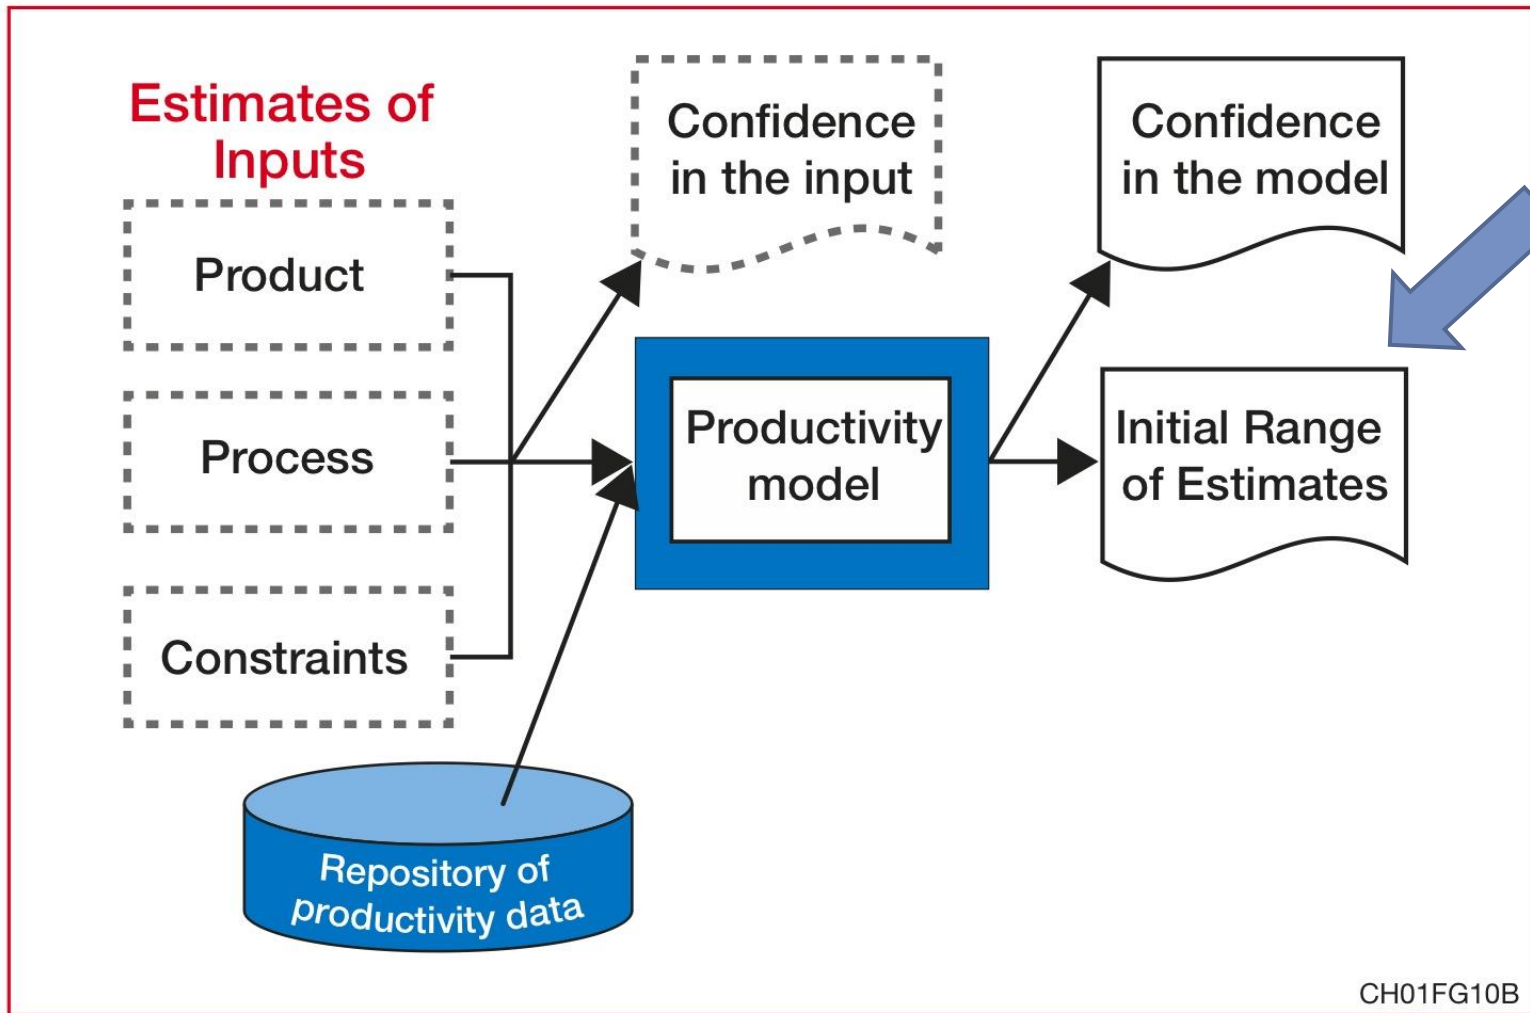 Estimates of
Inputs
Product
Process
Constraints
Repository of
productivity data
Confidence
in the input
Productivity
model
Confidence
in the model
Initial Range
of Estimates
CH01FG10B